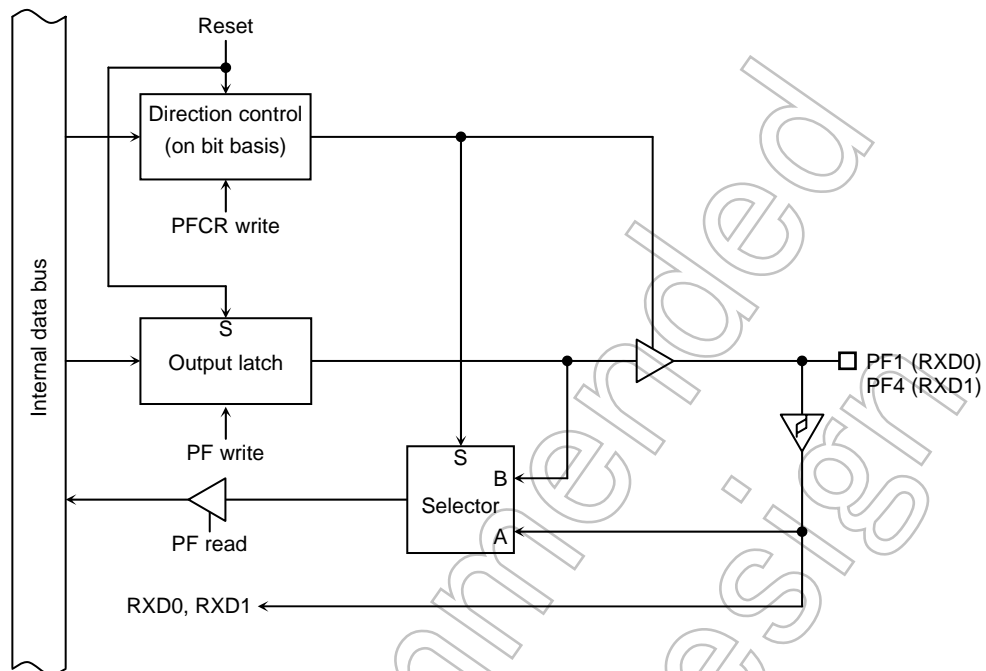 Reset
Direction control
(on bit basis)
PFCR write
Internal data bus
S
Output latch
PF write
PF1 (RXD0)
PF4 (RXD1)
S
B
Selector
A
PF read
RXD0, RXD1